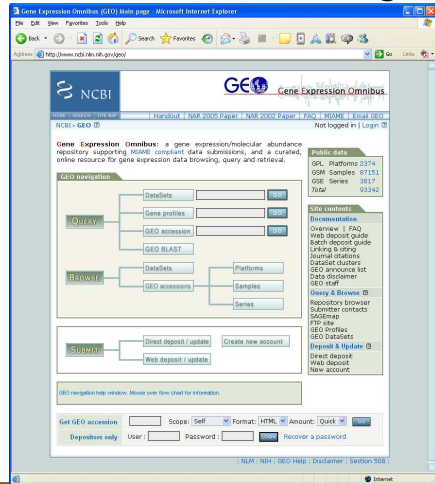 Gene Expression Omnibus (GEO) Main page - Microsoft Internet Explorer
File Edit View Favorites Tools Help
Back Search Favorites
Address http://www.ncbi.nlm.nih.gov/geo/ Go Links
NCBI GEO Gene Expression Omnibus
HOME SEARCH SITE MAP Handout NAR 2005 Paper NAR 2002 Paper FAQ MIAME Email GEO
NCBI > GEO Not logged in | Login
Gene Expression Omnibus: a gene expression/molecular abundance
repository supporting MIAME compliant data submissions, and a curated,
online resource for gene expression data browsing, query and retrieval.
Public data
GPL Platforms 2374
GSM Samples 87151
GSE Series 3817
Total 93342
GEO navigation
QUERY
DataSets GO
Gene profiles GO
GEO accession GO
GEO BLAST
BROWSE
DataSets
GEO accessions
Platforms
Samples
Series
SUBMIT
Direct deposit / update Create new account
Web deposit / update
Site contents
Documentation
Overview | FAQ
Web deposit guide
Batch deposit guide
Linking & citing
Journal citations
DataSet clusters
GEO announce list
Data disclaimer
GEO staff
Query & Browse
Repository browser
Submitter contacts
SAGEmap
FTP site
GEO Profiles
GEO DataSets
Deposit & Update
Direct deposit
Web deposit
New account
GEO navigation help window. Mouse over flow chart for information.
Get GEO accession Scope: Self Format: HTML Amount: Quick GO
Depositors only User : Password : LOGIN Recover a password
| NLM | NIH | GEO Help | Disclaimer | Section 508 |
Internet